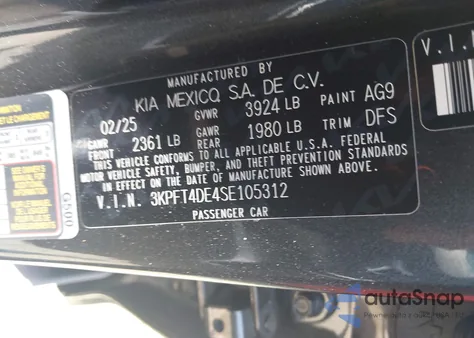 MANUFACTURED BY
KIA MEXICO, S.A. DE C.V.
02/25 GVWR 3924 LB PAINT AG9
GAWR FRONT 2361 LB GAWR REAR 1980 LB TRIM DFS
THIS VEHICLE CONFORMS TO ALL APPLICABLE U.S.A. FEDERAL
MOTOR VEHICLE SAFETY, BUMPER, AND THEFT PREVENTION STANDARDS
IN EFFECT ON THE DATE OF MANUFACTURE SHOWN ABOVE.
V.I.N. 3KPFT4DE4SE105312
PASSENGER CAR
V.I.N
autoSnap